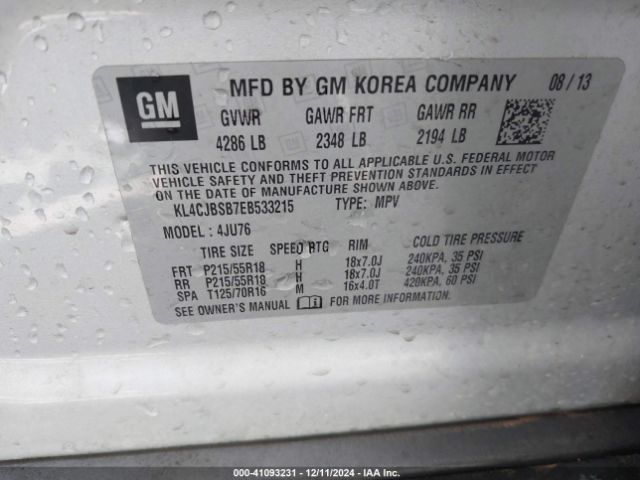 GM
MFD BY GM KOREA COMPANY 08/13
GVWR GAWR FRT GAWR RR
4286 LB 2348 LB 2194 LB
THIS VEHICLE CONFORMS TO ALL APPLICABLE U.S. FEDERAL MOTOR
VEHICLE SAFETY AND THEFT PREVENTION STANDARDS IN EFFECT
ON THE DATE OF MANUFACTURE SHOWN ABOVE.
KL4CJBSB7EB533215 TYPE: MPV
MODEL : 4JU76
TIRE SIZE SPEED RTG RIM COLD TIRE PRESSURE
FRT P215/55R18 H 18x7.0J 240KPA, 35 PSI
RR P215/55R18 H 18x7.0J 240KPA, 35 PSI
SPA T125/70R16 M 16x4.0T 420KPA, 60 PSI
SEE OWNER'S MANUAL FOR MORE INFORMATION
000-41093231 - 12/11/2024 - IAA Inc.